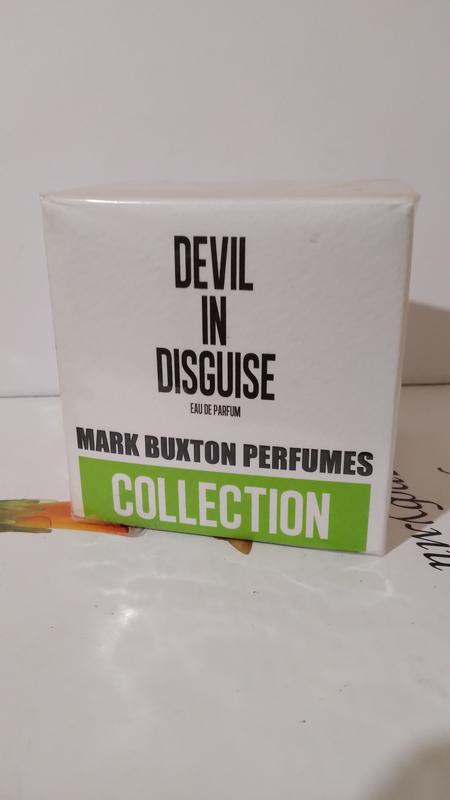 DEVIL
IN
DISGUISE
EAU DE PARFUM
MARK BUXTON PERFUMES
COLLECTION